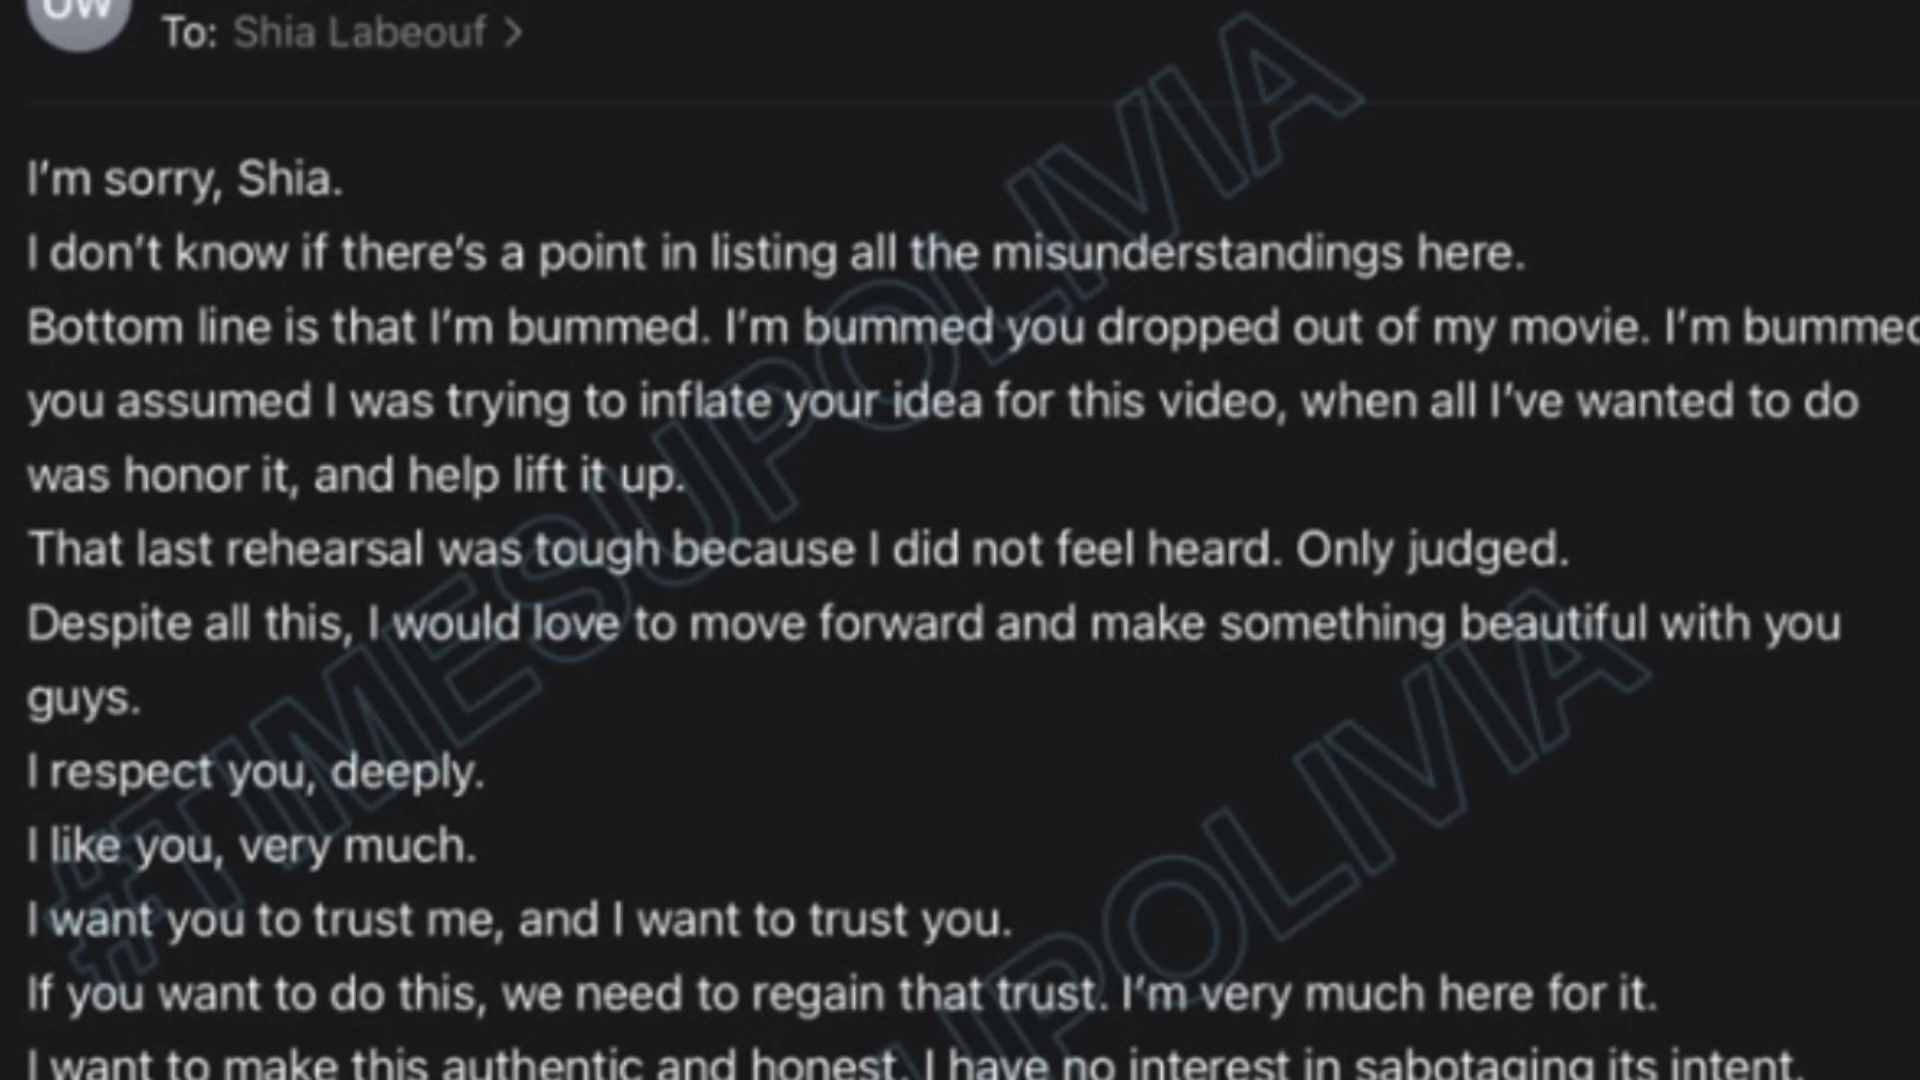 OW
To: Shia Labeouf >
I'm sorry, Shia.
I don't know if there's a point in listing all the misunderstandings here.
Bottom line is that I'm bummed. I'm bummed you dropped out of my movie. I'm bummed
you assumed I was trying to inflate your idea for this video, when all I've wanted to do
was honor it, and help lift it up.
That last rehearsal was tough because I did not feel heard. Only judged.
Despite all this, I would love to move forward and make something beautiful with you
guys.
I respect you, deeply.
I like you, very much.
I want you to trust me, and I want to trust you.
If you want to do this, we need to regain that trust. I'm very much here for it.
I want to make this authentic and honest. I have no interest in sabotaging its intent.
#TIMESUPOLIVIA
UPOLIVIA